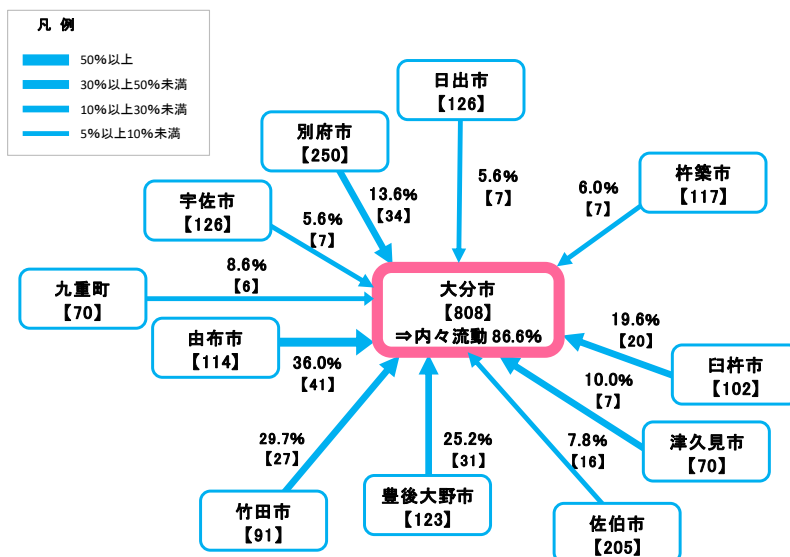 凡 例
50％以上
30％以上50％未満
10％以上30％未満
5％以上10％未満
日出市
【126】
別府市
【250】
杵築市
【117】
宇佐市
【126】
5.6%
【7】
13.6%
【34】
6.0%
【7】
5.6%
【7】
九重町
【70】
8.6%
【6】
大分市
【808】
⇒内々流動 86.6%
由布市
【114】
36.0%
【41】
19.6%
【20】
臼杵市
【102】
10.0%
【7】
津久見市
【70】
29.7%
【27】
25.2%
【31】
7.8%
【16】
竹田市
【91】
豊後大野市
【123】
佐伯市
【205】